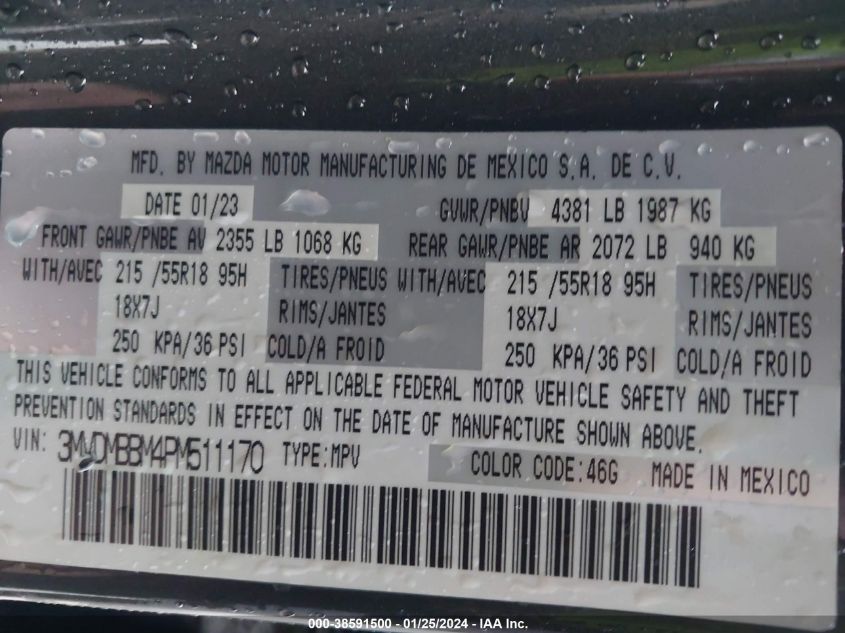 MFD. BY MAZDA MOTOR MANUFACTURING DE MEXICO S.A. DE C.V.
DATE 01/23 GVWR/PNBV 4381 LB 1987 KG
FRONT GAWR/PNBE AV 2355 LB 1068 KG REAR GAWR/PNBE AR 2072 LB 940 KG
WITH/AVEC 215 /55R18 95H TIRES/PNEUS WITH/AVEC 215 /55R18 95H TIRES/PNEUS
18X7J RIMS/JANTES 18X7J RIMS/JANTES
250 KPA/36 PSI COLD/A FROID 250 KPA/36 PSI COLD/A FROID
THIS VEHICLE CONFORMS TO ALL APPLICABLE FEDERAL MOTOR VEHICLE SAFETY AND THEFT
PREVENTION STANDARDS IN EFFECT ON THE DATE OF MANUFACTURE SHOWN ABOVE.
VIN: 3MVDMBBM4PM511170 TYPE:MPV COLOR CODE:46G MADE IN MEXICO
000-38591500 - 01/25/2024 - IAA Inc.